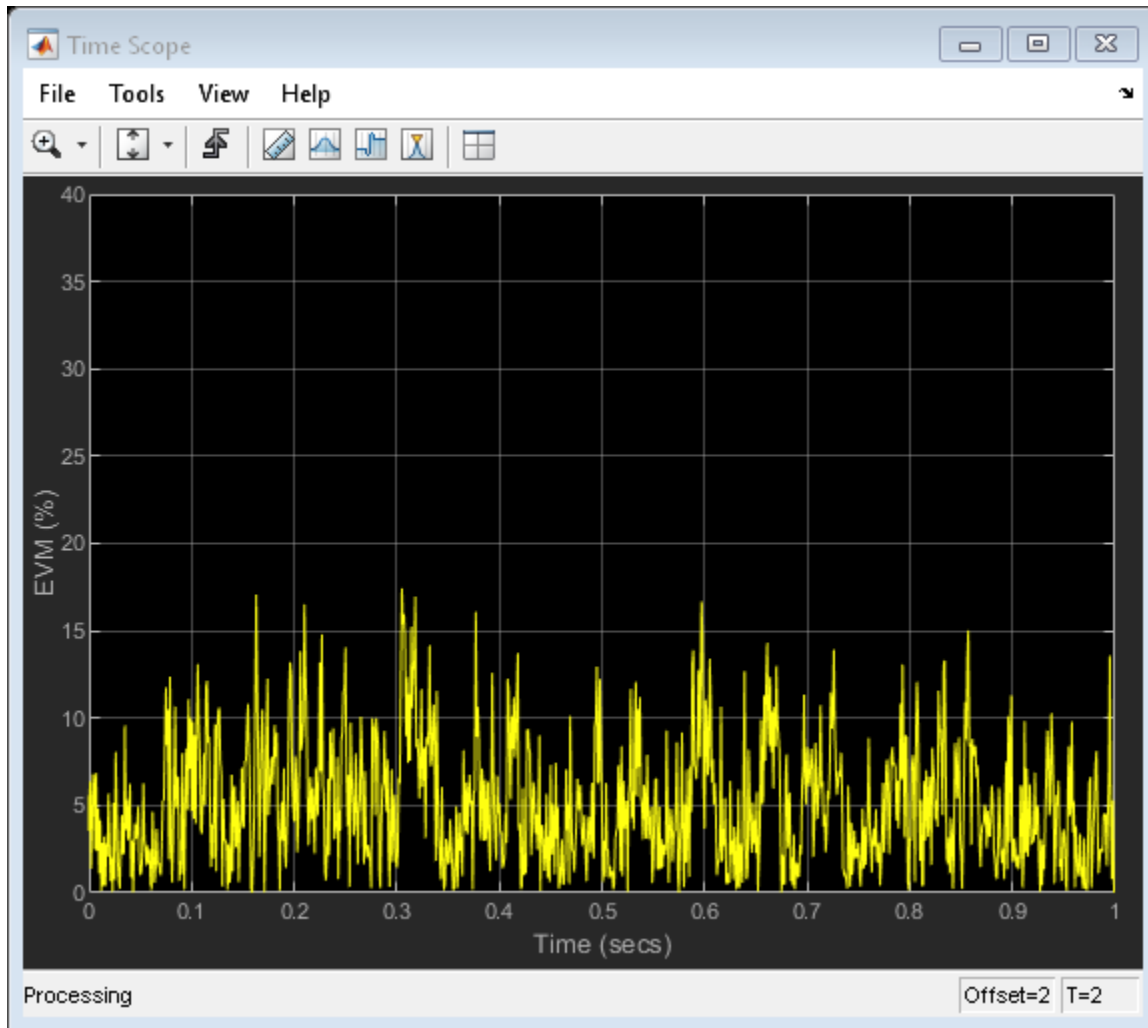 Time Scope
File Tools View Help
40
35
30
25
20
15
10
5
0
EVM (%)
0 0.1 0.2 0.3 0.4 0.5 0.6 0.7 0.8 0.9 1
Time (secs)
Processing Offset=2 T=2